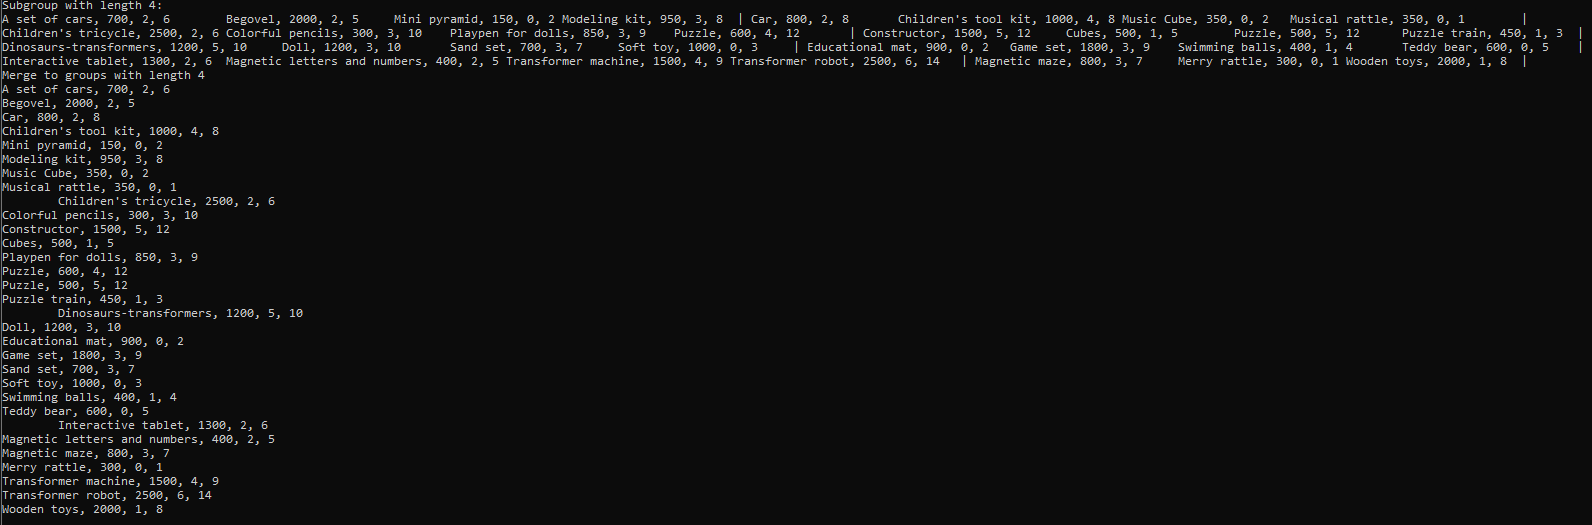 Subgroup with length 4:
A set of cars, 700, 2, 6        Begovel, 2000, 2, 5     Mini pyramid, 150, 0, 2 Modeling kit, 950, 3, 8  | Car, 800, 2, 8       Children's tool kit, 1000, 4, 8 Music Cube, 350, 0, 2   Musical rattle, 350, 0, 1        |
Children's tricycle, 2500, 2, 6 Colorful pencils, 300, 3, 10    Playpen for dolls, 850, 3, 9    Puzzle, 600, 4, 12       | Constructor, 1500, 5, 12     Cubes, 500, 1, 5        Puzzle, 500, 5, 12      Puzzle train, 450, 1, 3  |
Dinosaurs-transformers, 1200, 5, 10     Doll, 1200, 3, 10       Sand set, 700, 3, 7     Soft toy, 1000, 0, 3     | Educational mat, 900, 0, 2   Game set, 1800, 3, 9    Swimming balls, 400, 1, 4       Teddy bear, 600, 0, 5    |
Interactive tablet, 1300, 2, 6  Magnetic letters and numbers, 400, 2, 5 Transformer machine, 1500, 4, 9 Transformer robot, 2500, 6, 14   | Magnetic maze, 800, 3, 7     Merry rattle, 300, 0, 1 Wooden toys, 2000, 1, 8  |
Merge to groups with length 4
A set of cars, 700, 2, 6
Begovel, 2000, 2, 5
Car, 800, 2, 8
Children's tool kit, 1000, 4, 8
Mini pyramid, 150, 0, 2
Modeling kit, 950, 3, 8
Music Cube, 350, 0, 2
Musical rattle, 350, 0, 1
        Children's tricycle, 2500, 2, 6
Colorful pencils, 300, 3, 10
Constructor, 1500, 5, 12
Cubes, 500, 1, 5
Playpen for dolls, 850, 3, 9
Puzzle, 600, 4, 12
Puzzle, 500, 5, 12
Puzzle train, 450, 1, 3
        Dinosaurs-transformers, 1200, 5, 10
Doll, 1200, 3, 10
Educational mat, 900, 0, 2
Game set, 1800, 3, 9
Sand set, 700, 3, 7
Soft toy, 1000, 0, 3
Swimming balls, 400, 1, 4
Teddy bear, 600, 0, 5
        Interactive tablet, 1300, 2, 6
Magnetic letters and numbers, 400, 2, 5
Magnetic maze, 800, 3, 7
Merry rattle, 300, 0, 1
Transformer machine, 1500, 4, 9
Transformer robot, 2500, 6, 14
Wooden toys, 2000, 1, 8